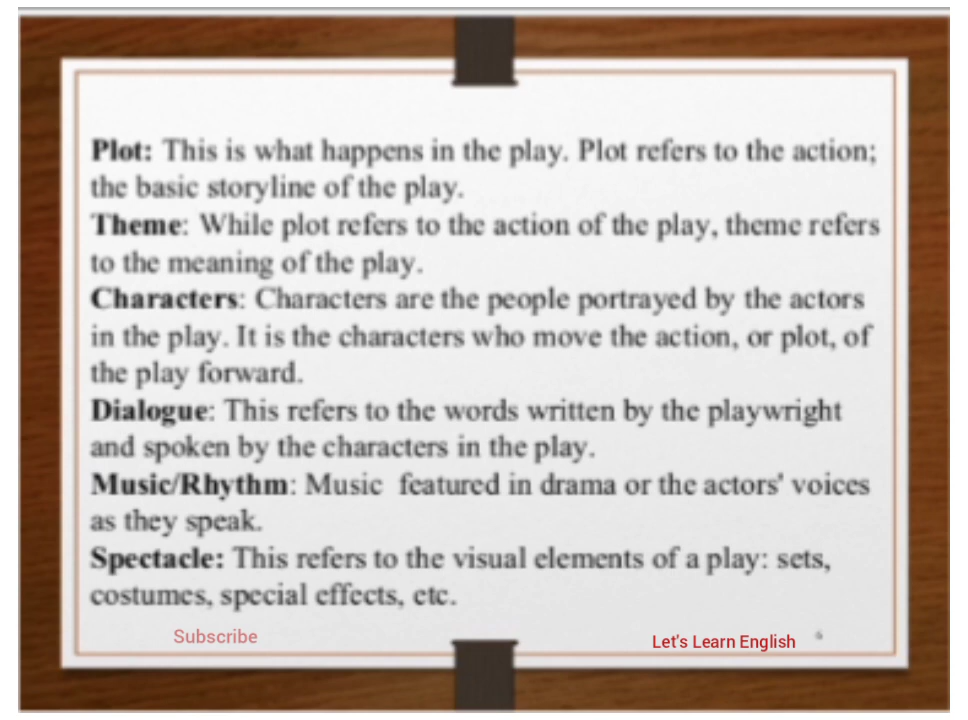 Plot: This is what happens in the play. Plot refers to the action;
the basic storyline of the play.
Theme: While plot refers to the action of the play, theme refers
to the meaning of the play.
Characters: Characters are the people portrayed by the actors
in the play. It is the characters who move the action, or plot, of
the play forward.
Dialogue: This refers to the words written by the playwright
and spoken by the characters in the play.
Music/Rhythm: Music featured in drama or the actors' voices
as they speak.
Spectacle: This refers to the visual elements of a play: sets,
costumes, special effects, etc.
Subscribe
Let's Learn English 6